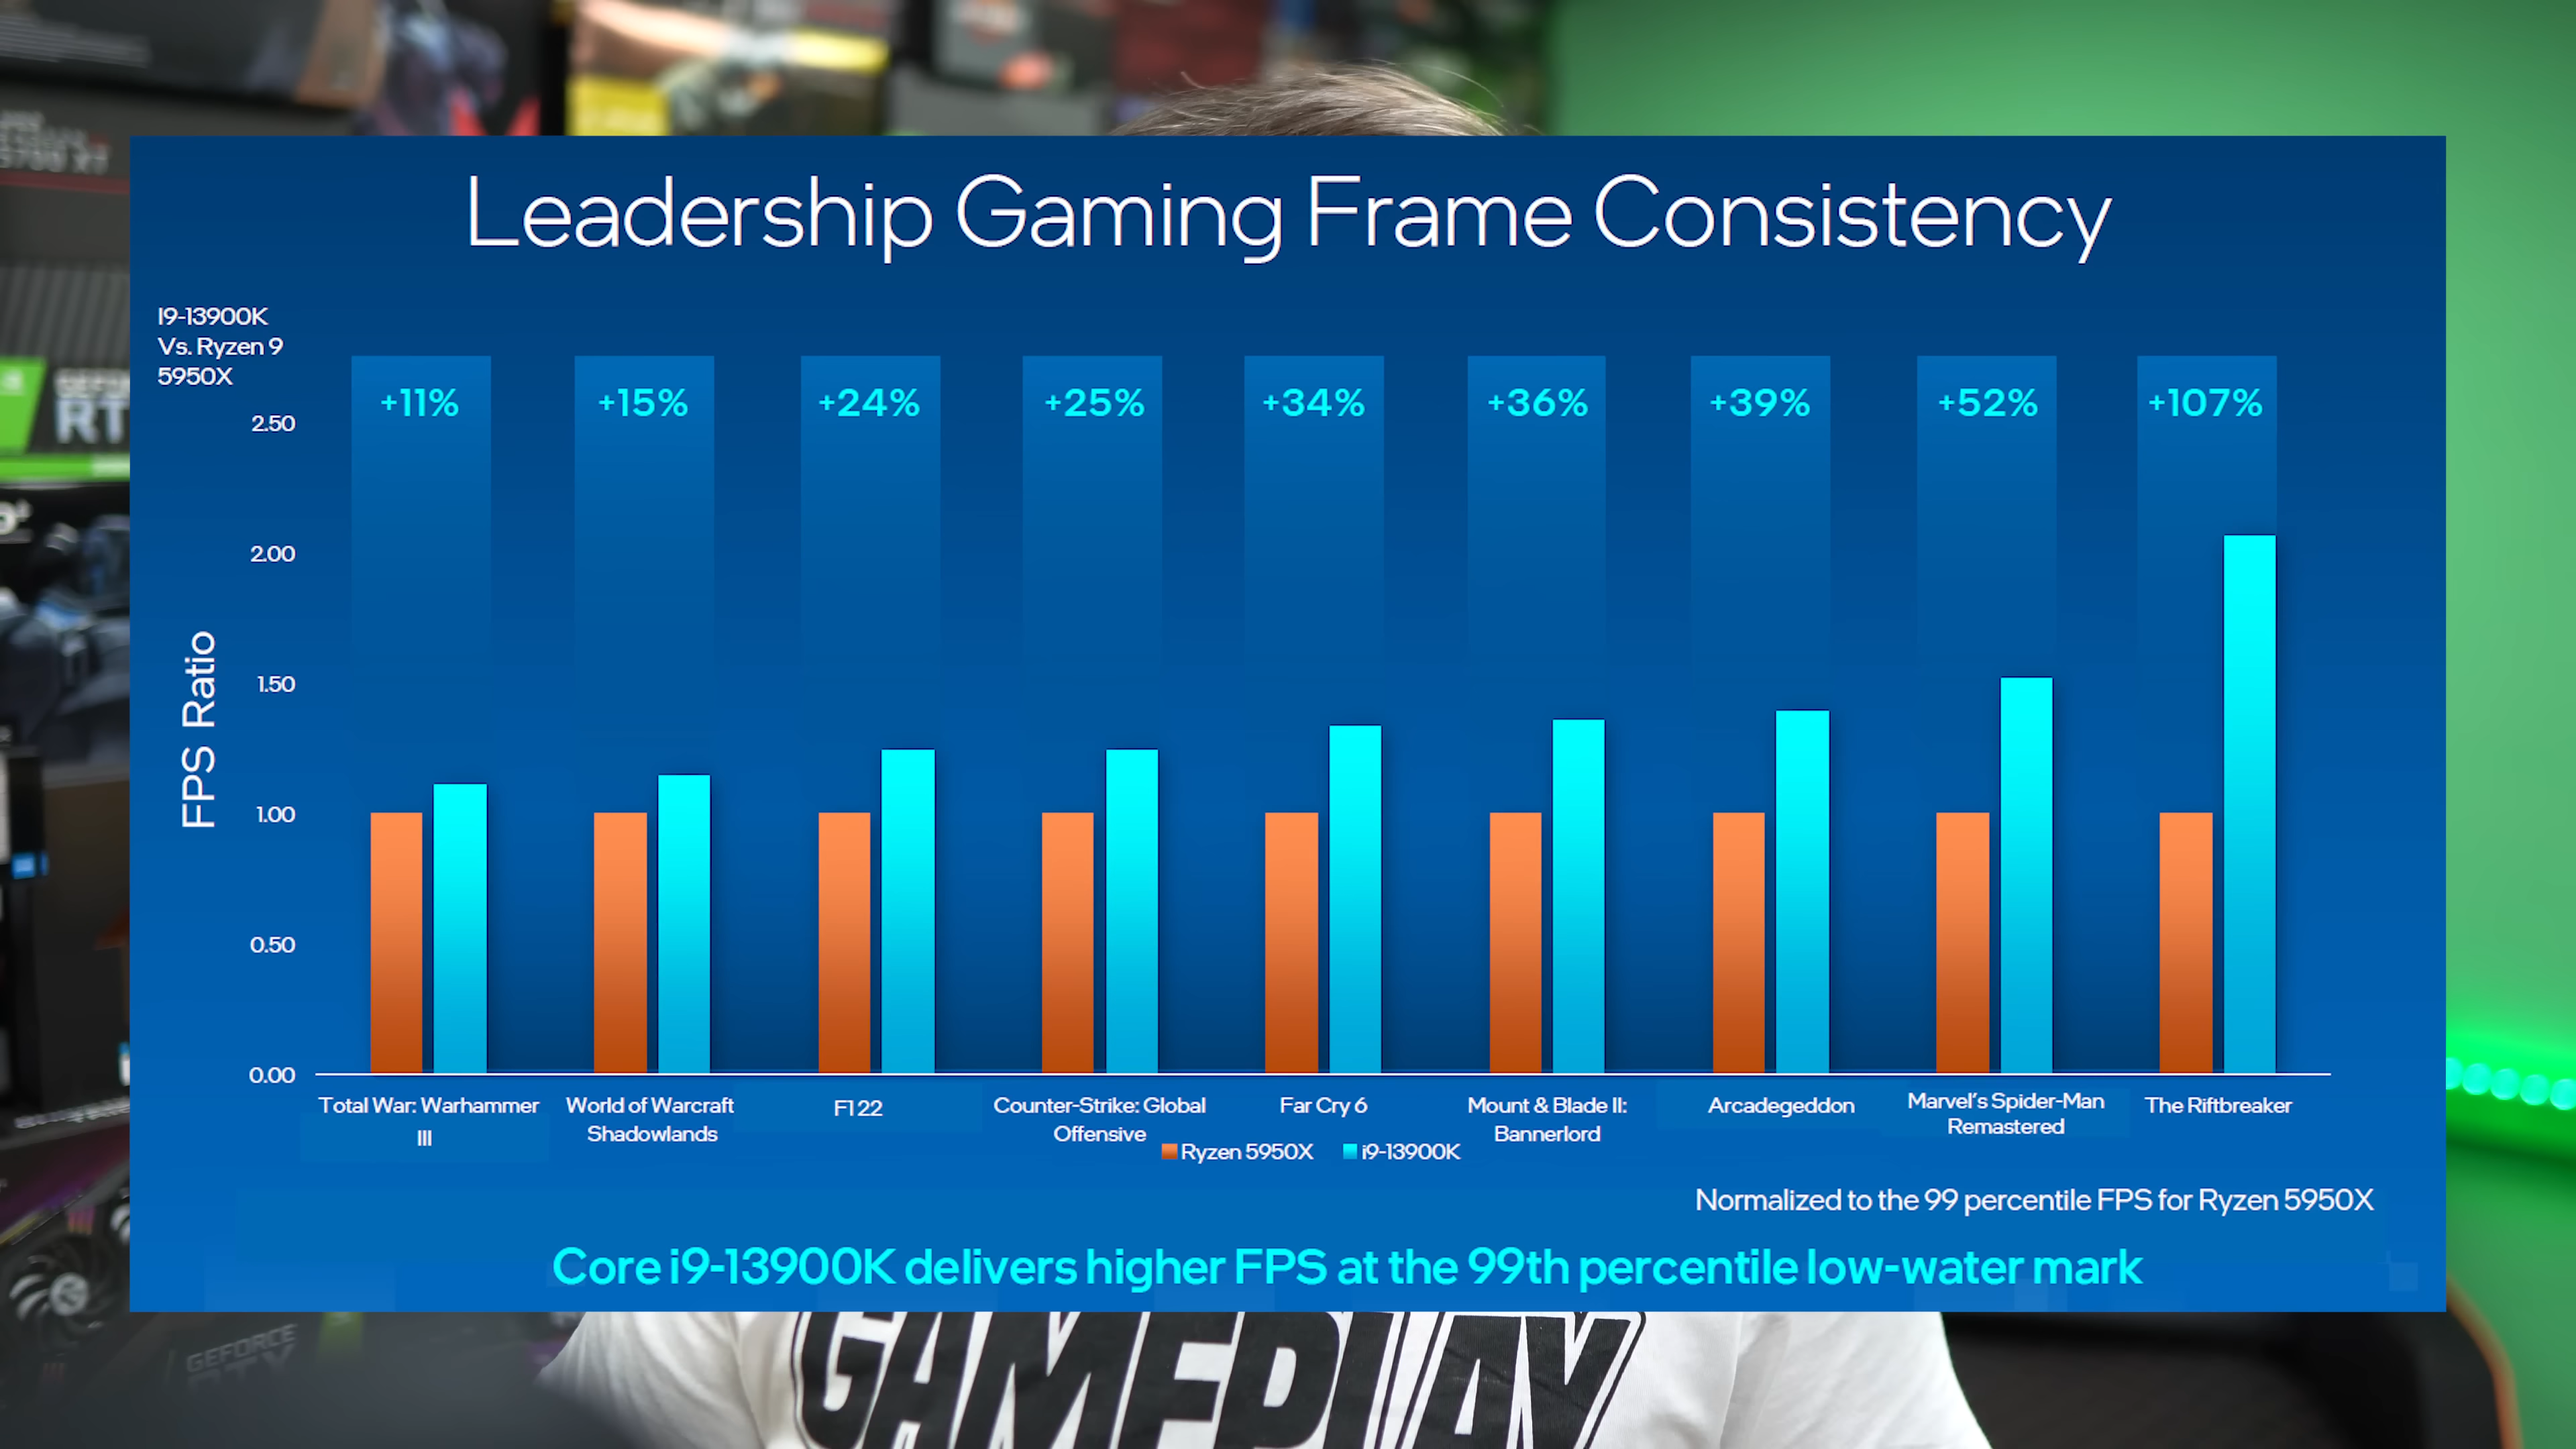 Leadership Gaming Frame Consistency
I9-13900K
Vs. Ryzen 9
5950X
+11%
+15%
+24%
+25%
+34%
+36%
+39%
+52%
+107%
2.50
2.00
1.50
1.00
0.50
0.00
FPS Ratio
Total War: Warhammer
III
World of Warcraft
Shadowlands
F1 22
Counter-Strike: Global
Offensive
Far Cry 6
Mount & Blade II:
Bannerlord
Arcadegeddon
Marvel's Spider-Man
Remastered
The Riftbreaker
Ryzen 5950X
i9-13900K
Normalized to the 99 percentile FPS for Ryzen 5950X
Core i9-13900K delivers higher FPS at the 99th percentile low-water mark
GEFORCE
GAMEPLAY